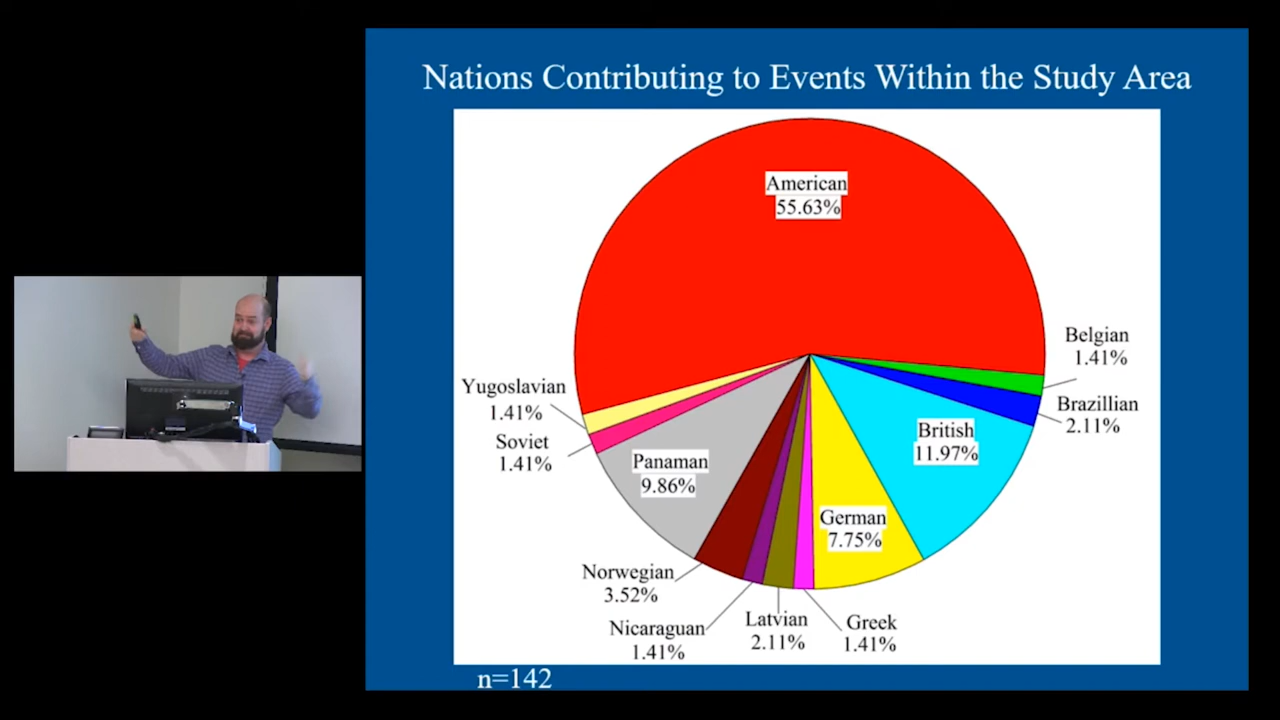 Nations Contributing to Events Within the Study Area
American
55.63%
Belgian
1.41%
Brazillian
2.11%
British
11.97%
German
7.75%
Greek
1.41%
Latvian
2.11%
Nicaraguan
1.41%
Norwegian
3.52%
Panaman
9.86%
Soviet
1.41%
Yugoslavian
1.41%
n=142